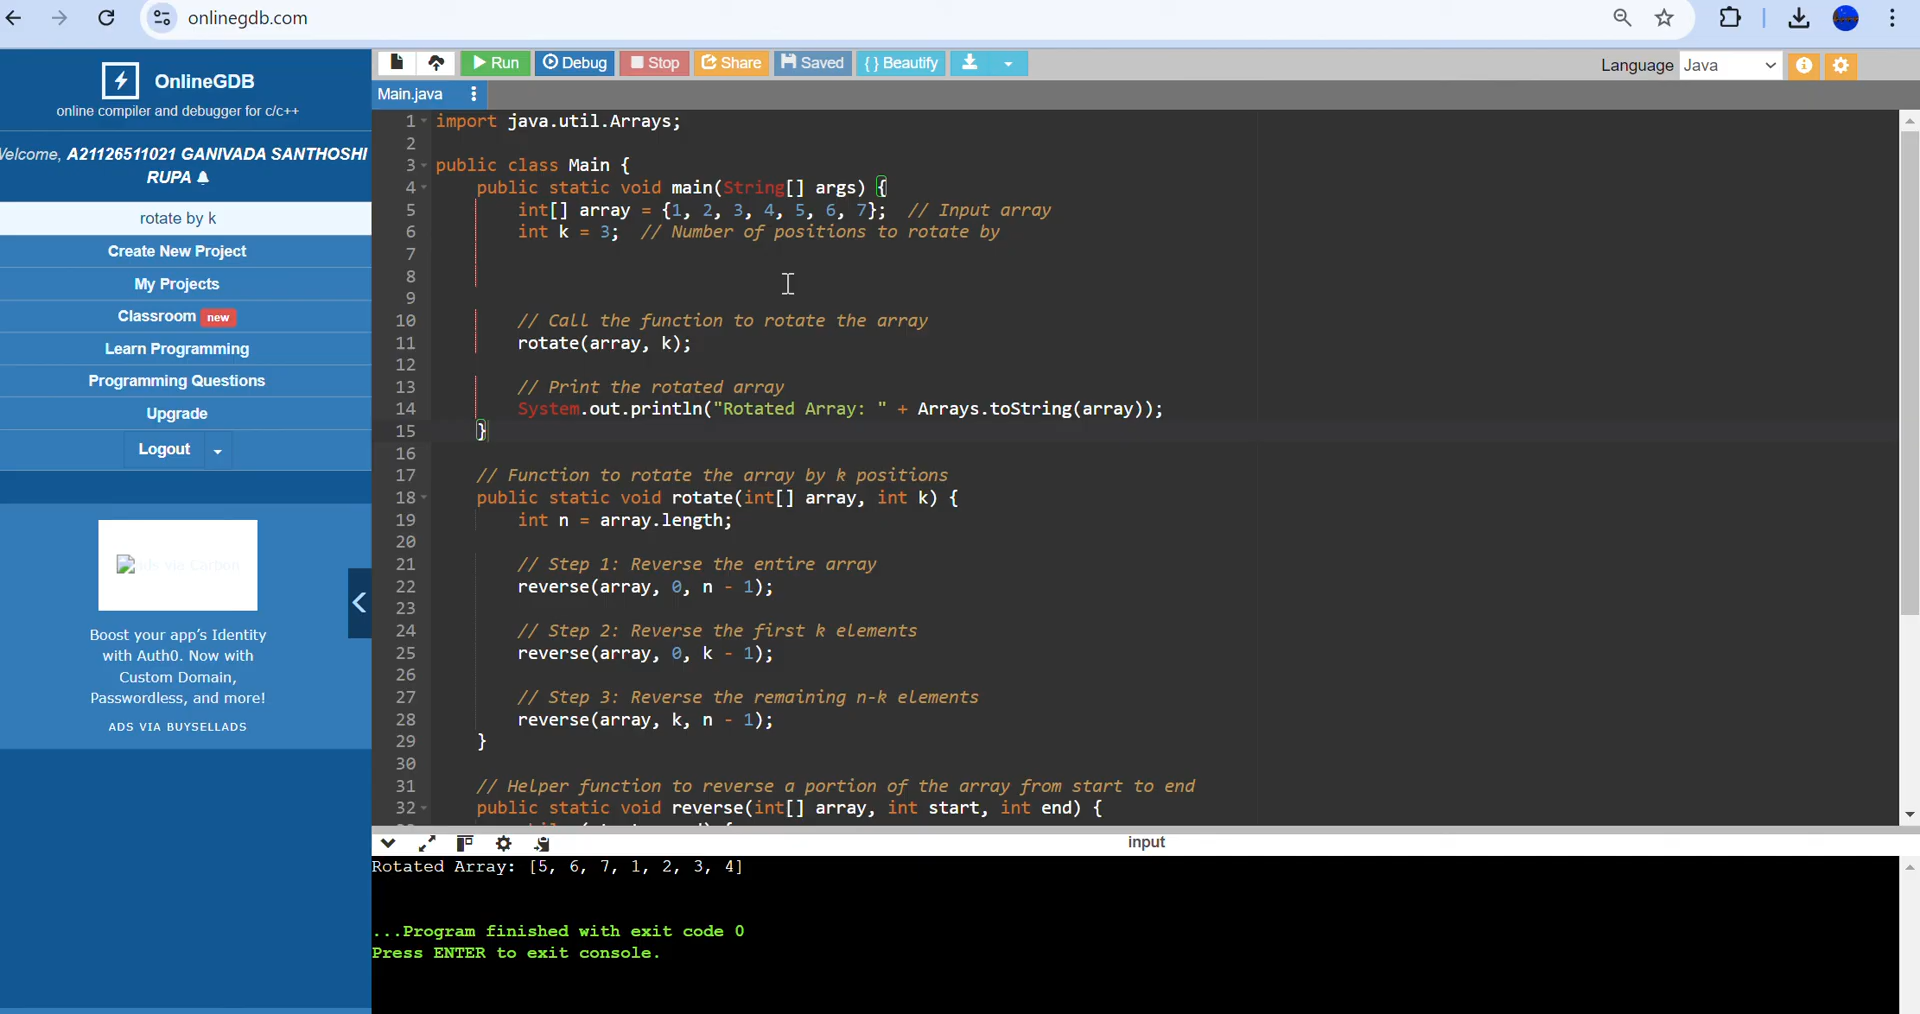 onlinegdb.com
OnlineGDB
online compiler and debugger for c/c++
Welcome, A21126511021 GANIVADA SANTHOSHI
RUPA
rotate by k
Create New Project
My Projects
Classroom new
Learn Programming
Programming Questions
Upgrade
Logout
ads via Carbon
Boost your app's Identity
with Auth0. Now with
Custom Domain,
Passwordless, and more!
ADS VIA BUYSELLADS
Run Debug Stop Share Saved { } Beautify
Language Java
Main.java
1 import java.util.Arrays;
2
3 public class Main {
4 public static void main(String[] args) {
5 int[] array = {1, 2, 3, 4, 5, 6, 7}; // Input array
6 int k = 3; // Number of positions to rotate by
7
8
9
10 // Call the function to rotate the array
11 rotate(array, k);
12
13 // Print the rotated array
14 System.out.println("Rotated Array: " + Arrays.toString(array));
15 }
16
17 // Function to rotate the array by k positions
18 public static void rotate(int[] array, int k) {
19 int n = array.length;
20
21 // Step 1: Reverse the entire array
22 reverse(array, 0, n - 1);
23
24 // Step 2: Reverse the first k elements
25 reverse(array, 0, k - 1);
26
27 // Step 3: Reverse the remaining n-k elements
28 reverse(array, k, n - 1);
29 }
30
31 // Helper function to reverse a portion of the array from start to end
32 public static void reverse(int[] array, int start, int end) {
input
Rotated Array: [5, 6, 7, 1, 2, 3, 4]
...Program finished with exit code 0
Press ENTER to exit console.